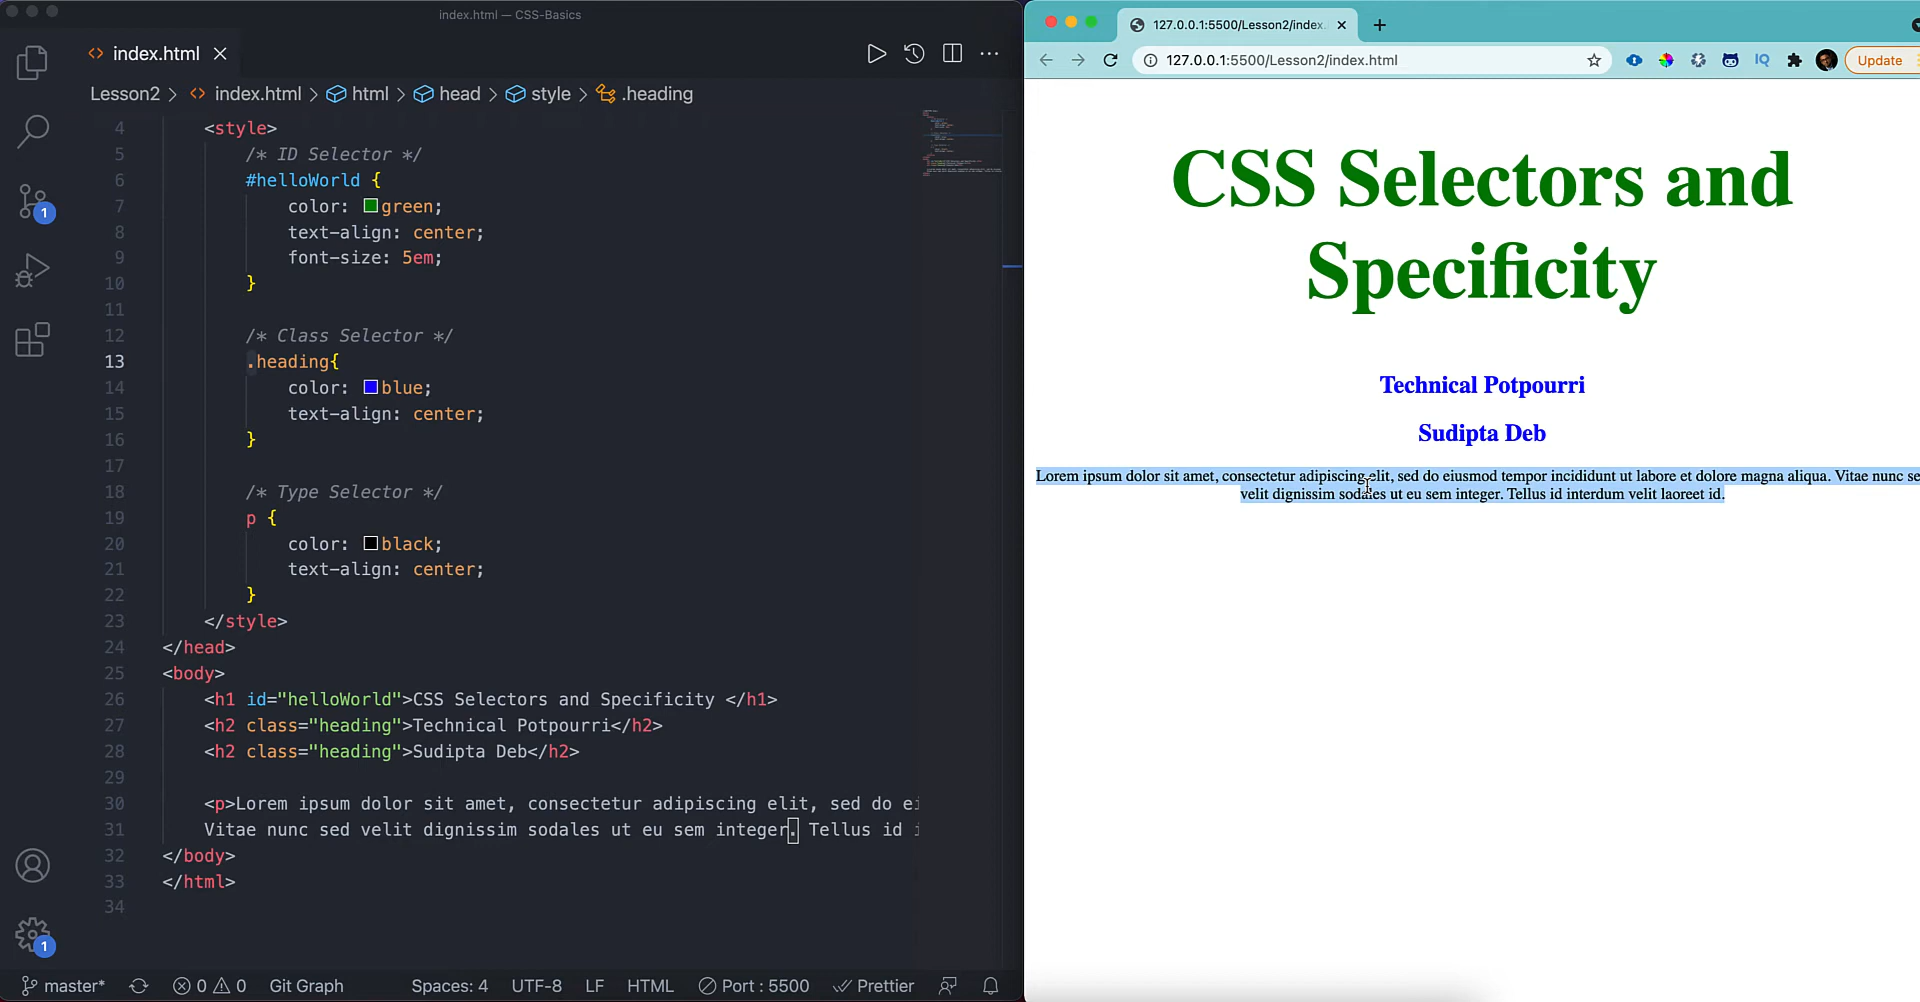 index.html — CSS-Basics
index.html
Lesson2 > index.html > html > head > style > .heading
4 <style>
5 /* ID Selector */
6 #helloWorld {
7 color: green;
8 text-align: center;
9 font-size: 5em;
10 }
11
12 /* Class Selector */
13 .heading{
14 color: blue;
15 text-align: center;
16 }
17
18 /* Type Selector */
19 p {
20 color: black;
21 text-align: center;
22 }
23 </style>
24 </head>
25 <body>
26 <h1 id="helloWorld">CSS Selectors and Specificity </h1>
27 <h2 class="heading">Technical Potpourri</h2>
28 <h2 class="heading">Sudipta Deb</h2>
29
30 <p>Lorem ipsum dolor sit amet, consectetur adipiscing elit, sed do ei
31 Vitae nunc sed velit dignissim sodales ut eu sem integer. Tellus id i
32 </body>
33 </html>
34
1
1
master* 0 0 Git Graph Spaces: 4 UTF-8 LF HTML Port : 5500 Prettier
127.0.0.1:5500/Lesson2/index.
127.0.0.1:5500/Lesson2/index.html IQ Update
CSS Selectors and
Specificity
Technical Potpourri
Sudipta Deb
Lorem ipsum dolor sit amet, consectetur adipiscing elit, sed do eiusmod tempor incididunt ut labore et dolore magna aliqua. Vitae nunc se
velit dignissim sodales ut eu sem integer. Tellus id interdum velit laoreet id.